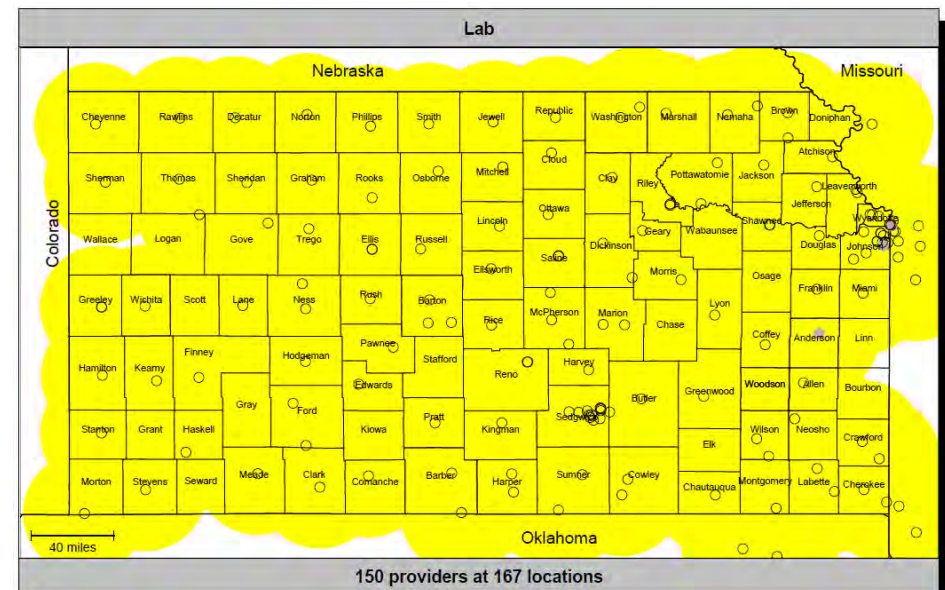 Lab
Nebraska
Missouri
Cheyenne Rawlins Decatur Norton Phillips Smith Jewell Republic Washington Marshall Nemaha Brown Doniphan
Atchison
Sherman Thomas Sheridan Graham Rooks Osborne Mitchell Cloud Clay Riley Pottawatomie Jackson
Jefferson Leavenworth
Wyandotte
Colorado
Wallace Logan Gove Trego Ellis Russell Lincoln Ottawa Dickinson Geary Wabaunsee Shawnee Douglas Johnson
Ellsworth Saline Morris Osage
Greeley Wichita Scott Lane Ness Rush Barton Rice McPherson Marion Chase Lyon Franklin Miami
Coffey Anderson Linn
Hamilton Kearny Finney Hodgeman Pawnee Stafford Reno Harvey
Edwards
Gray Ford Sedgwick Butler Greenwood Woodson Allen Bourbon
Stanton Grant Haskell Kiowa Pratt Kingman Elk Wilson Neosho Crawford
Morton Stevens Seward Meade Clark Comanche Barber Harper Sumner Cowley Chautauqua Montgomery Labette Cherokee
40 miles
Oklahoma
150 providers at 167 locations